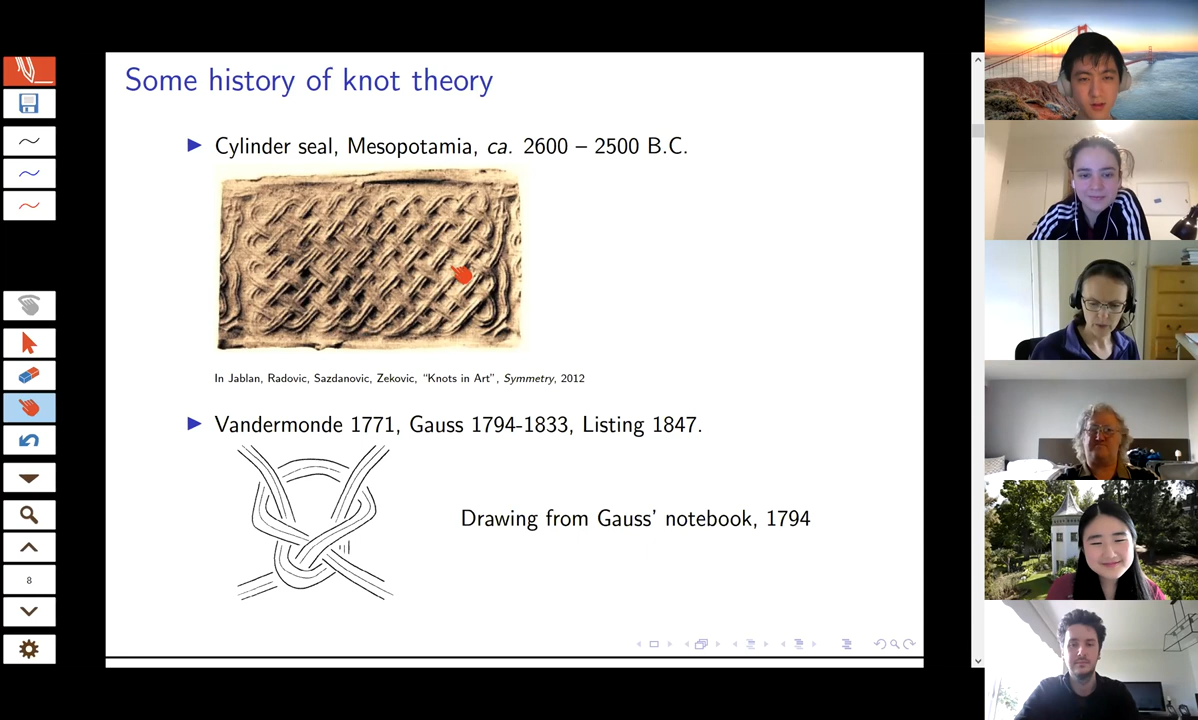 Some history of knot theory
Cylinder seal, Mesopotamia, ca. 2600 – 2500 B.C.
In Jablan, Radovic, Sazdanovic, Zekovic, “Knots in Art”, Symmetry, 2012
Vandermonde 1771, Gauss 1794-1833, Listing 1847.
Drawing from Gauss’ notebook, 1794
8